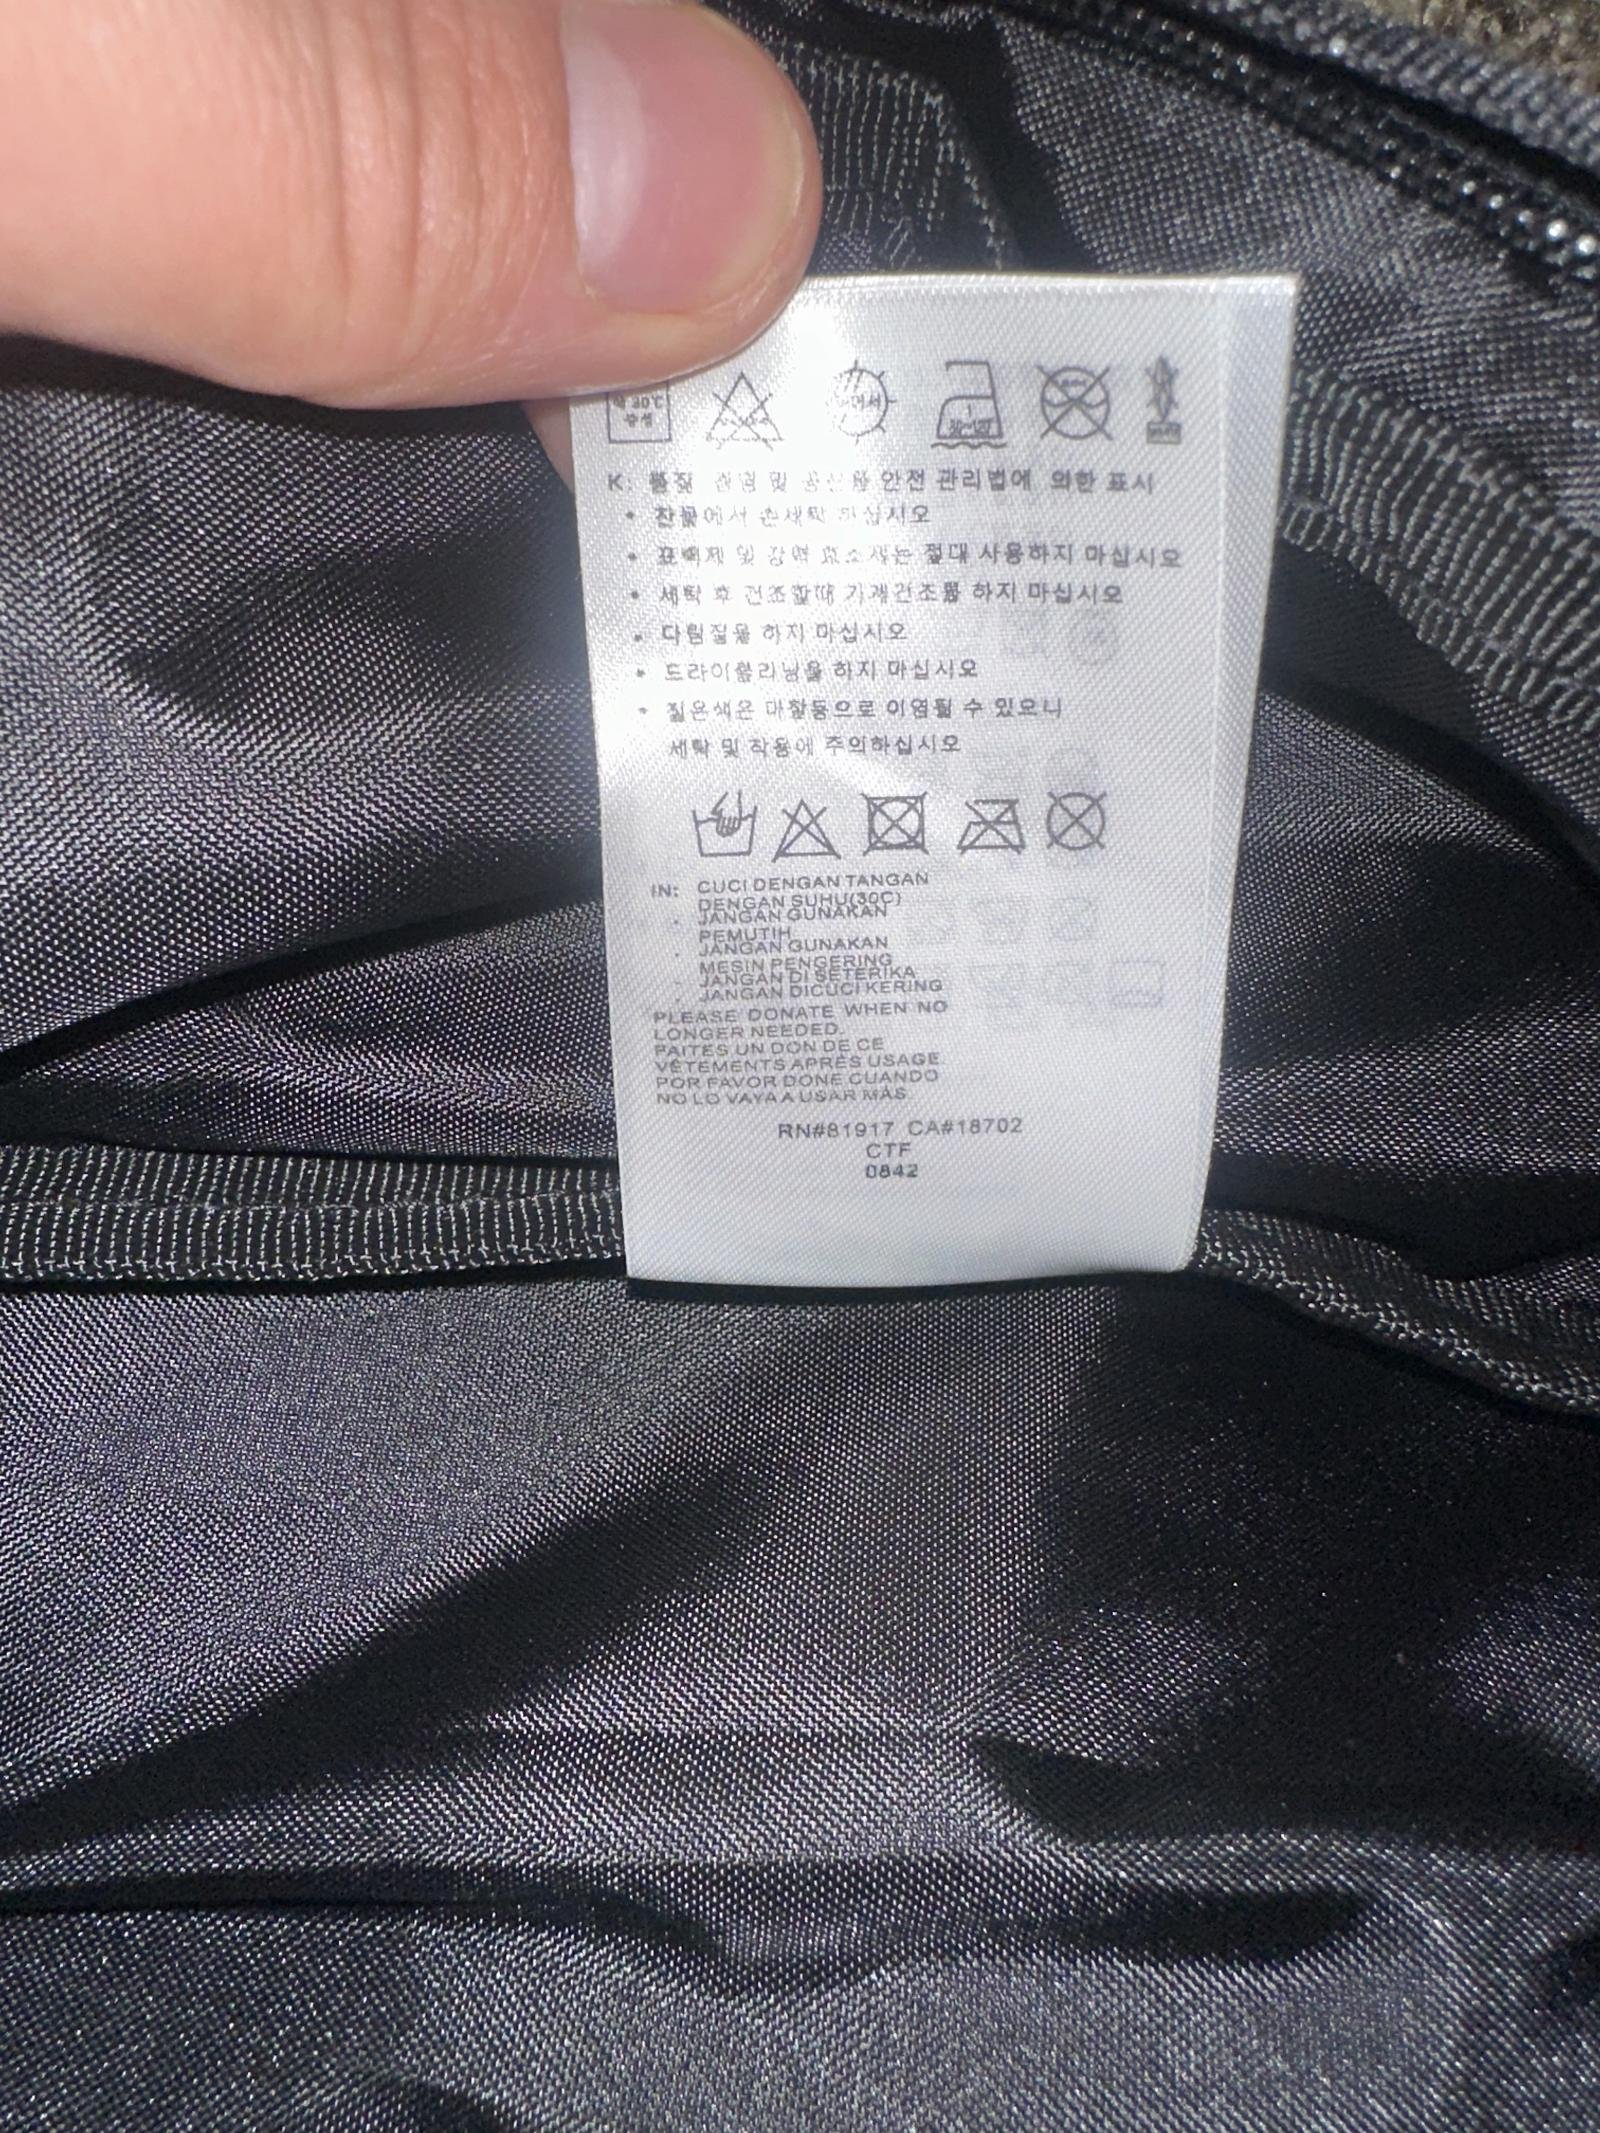 30℃
중성
1
K: 품질 경영 및 공산품 안전 관리법에 의한 표시
• 찬물에서 손세탁 하십시오
• 표백제 및 강력 효소세는 절대 사용하지 마십시오
• 세탁 후 건조할때 기계건조를 하지 마십시오
• 다림질을 하지 마십시오
• 드라이클리닝을 하지 마십시오
• 짙은색은 마찰등으로 이염될 수 있으니
세탁 및 착용에 주의하십시오
IN: CUCI DENGAN TANGAN
DENGAN SUHU(30C)
. JANGAN GUNAKAN
PEMUTIH
. JANGAN GUNAKAN
MESIN PENGERING
. JANGAN DI SETERIKA
. JANGAN DICUCI KERING
PLEASE DONATE WHEN NO
LONGER NEEDED.
FAITES UN DON DE CE
VÊTEMENTS APRÈS USAGE.
POR FAVOR DONE CUANDO
NO LO VAYA A USAR MÁS.
RN#81917 CA#18702
CTF
0842